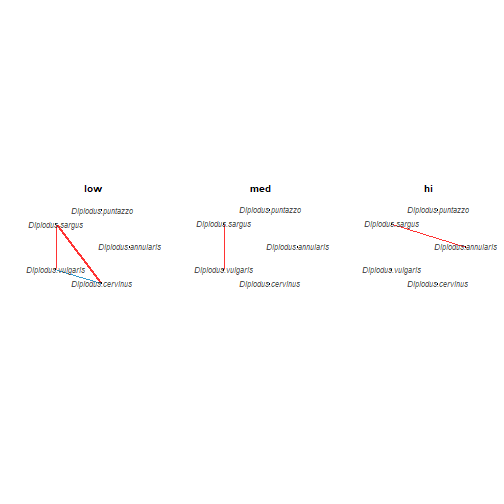 low
med
hi
Diplodus.puntazzo
Diplodus.sargus
Diplodus.annularis
Diplodus.vulgaris
Diplodus.cervinus
Diplodus.puntazzo
Diplodus.sargus
Diplodus.annularis
Diplodus.vulgaris
Diplodus.cervinus
Diplodus.puntazzo
Diplodus.sargus
Diplodus.annularis
Diplodus.vulgaris
Diplodus.cervinus